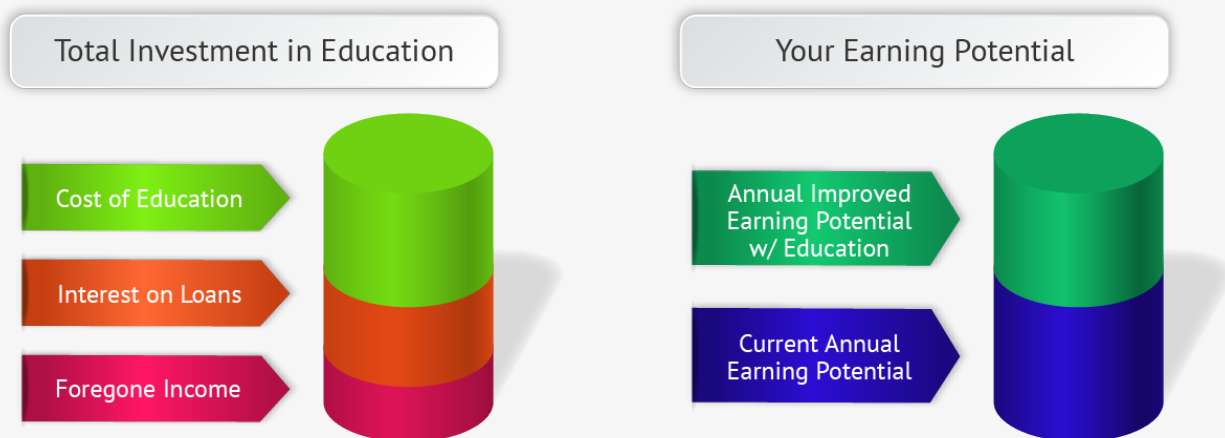 Total Investment in Education
Cost of Education
Interest on Loans
Foregone Income
Your Earning Potential
Annual Improved
Earning Potential
w/ Education
Current Annual
Earning Potential